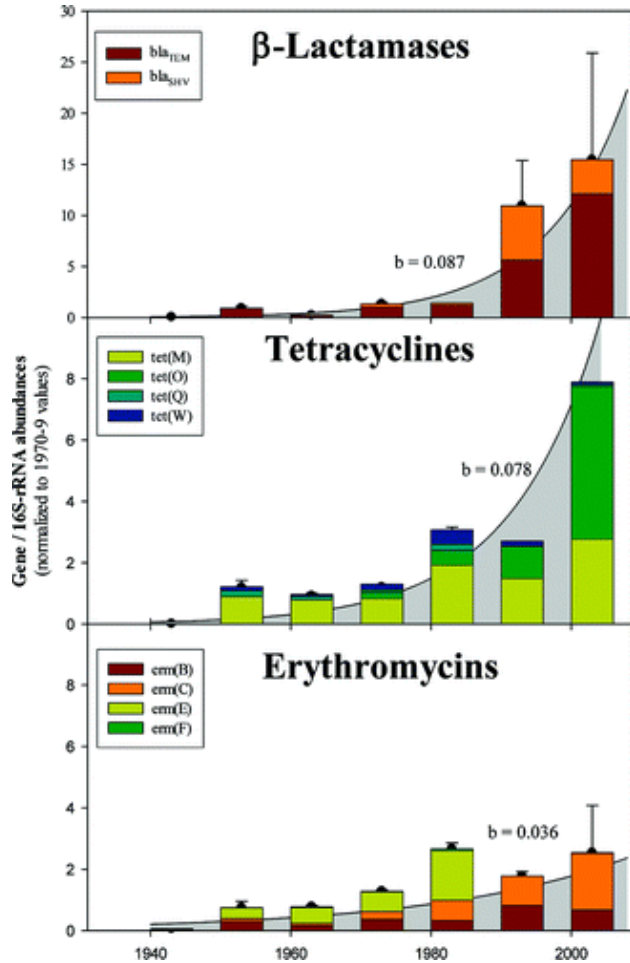 β-Lactamases
bla_TEM
bla_SHV
30
25
20
15
10
5
0
b = 0.087
Tetracyclines
tet(M)
tet(O)
tet(Q)
tet(W)
8
6
4
2
0
b = 0.078
Gene / 16S-rRNA abundances
(normalized to 1970-9 values)
Erythromycins
erm(B)
erm(C)
erm(E)
erm(F)
8
6
4
2
0
b = 0.036
1940 1960 1980 2000